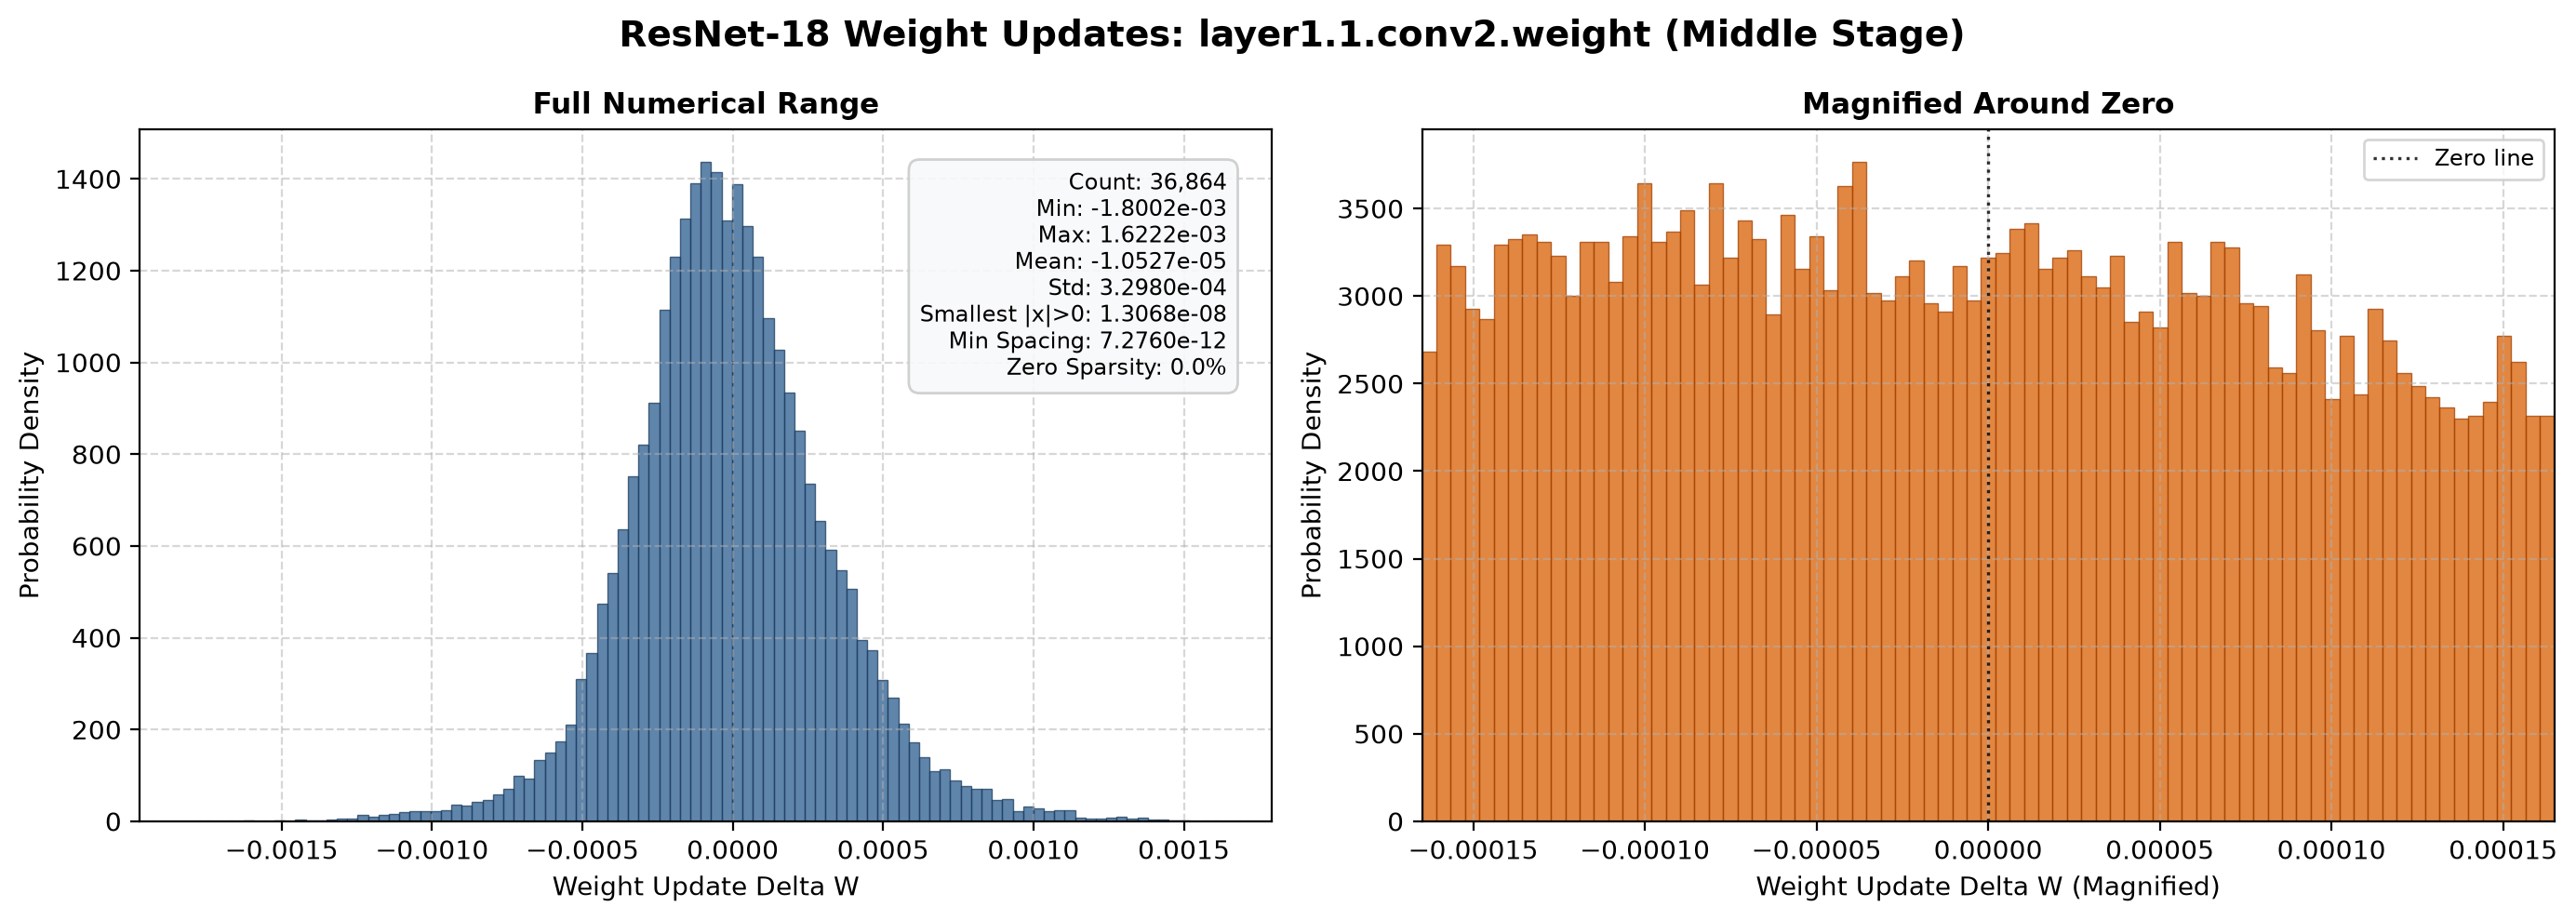 ResNet-18 Weight Updates: layer1.1.conv2.weight (Middle Stage)
Full Numerical Range
Probability Density
1400
1200
1000
800
600
400
200
0
Count: 36,864
Min: -1.8002e-03
Max: 1.6222e-03
Mean: -1.0527e-05
Std: 3.2980e-04
Smallest |x|>0: 1.3068e-08
Min Spacing: 7.2760e-12
Zero Sparsity: 0.0%
−0.0015 −0.0010 −0.0005 0.0000 0.0005 0.0010 0.0015
Weight Update Delta W
Magnified Around Zero
Probability Density
3500
3000
2500
2000
1500
1000
500
0
Zero line
−0.00015 −0.00010 −0.00005 0.00000 0.00005 0.00010 0.00015
Weight Update Delta W (Magnified)